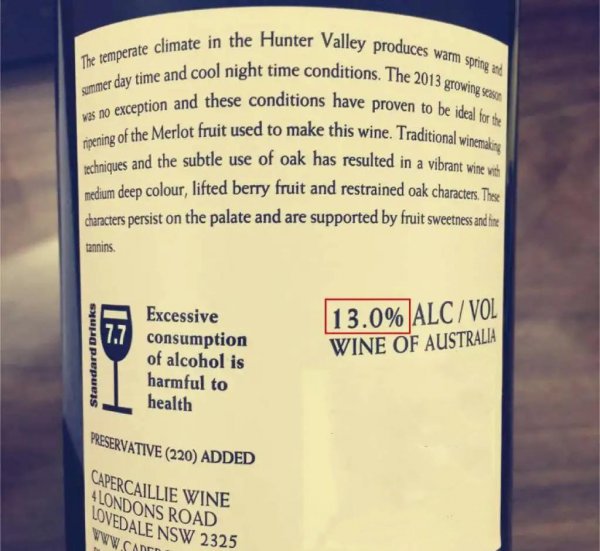 The temperate climate in the Hunter Valley produces warm spring and
summer day time and cool night time conditions. The 2013 growing season
was no exception and these conditions have proven to be ideal for the
ripening of the Merlot fruit used to make this wine. Traditional winemaking
techniques and the subtle use of oak has resulted in a vibrant wine with
medium deep colour, lifted berry fruit and restrained oak characters. These
characters persist on the palate and are supported by fruit sweetness and fine
tannins.
Standard Drinks
7.7
Excessive
consumption
of alcohol is
harmful to
health
13.0% ALC / VOL
WINE OF AUSTRALIA
PRESERVATIVE (220) ADDED
CAPERCAILLIE WINE
4 LONDONS ROAD
LOVEDALE NSW 2325